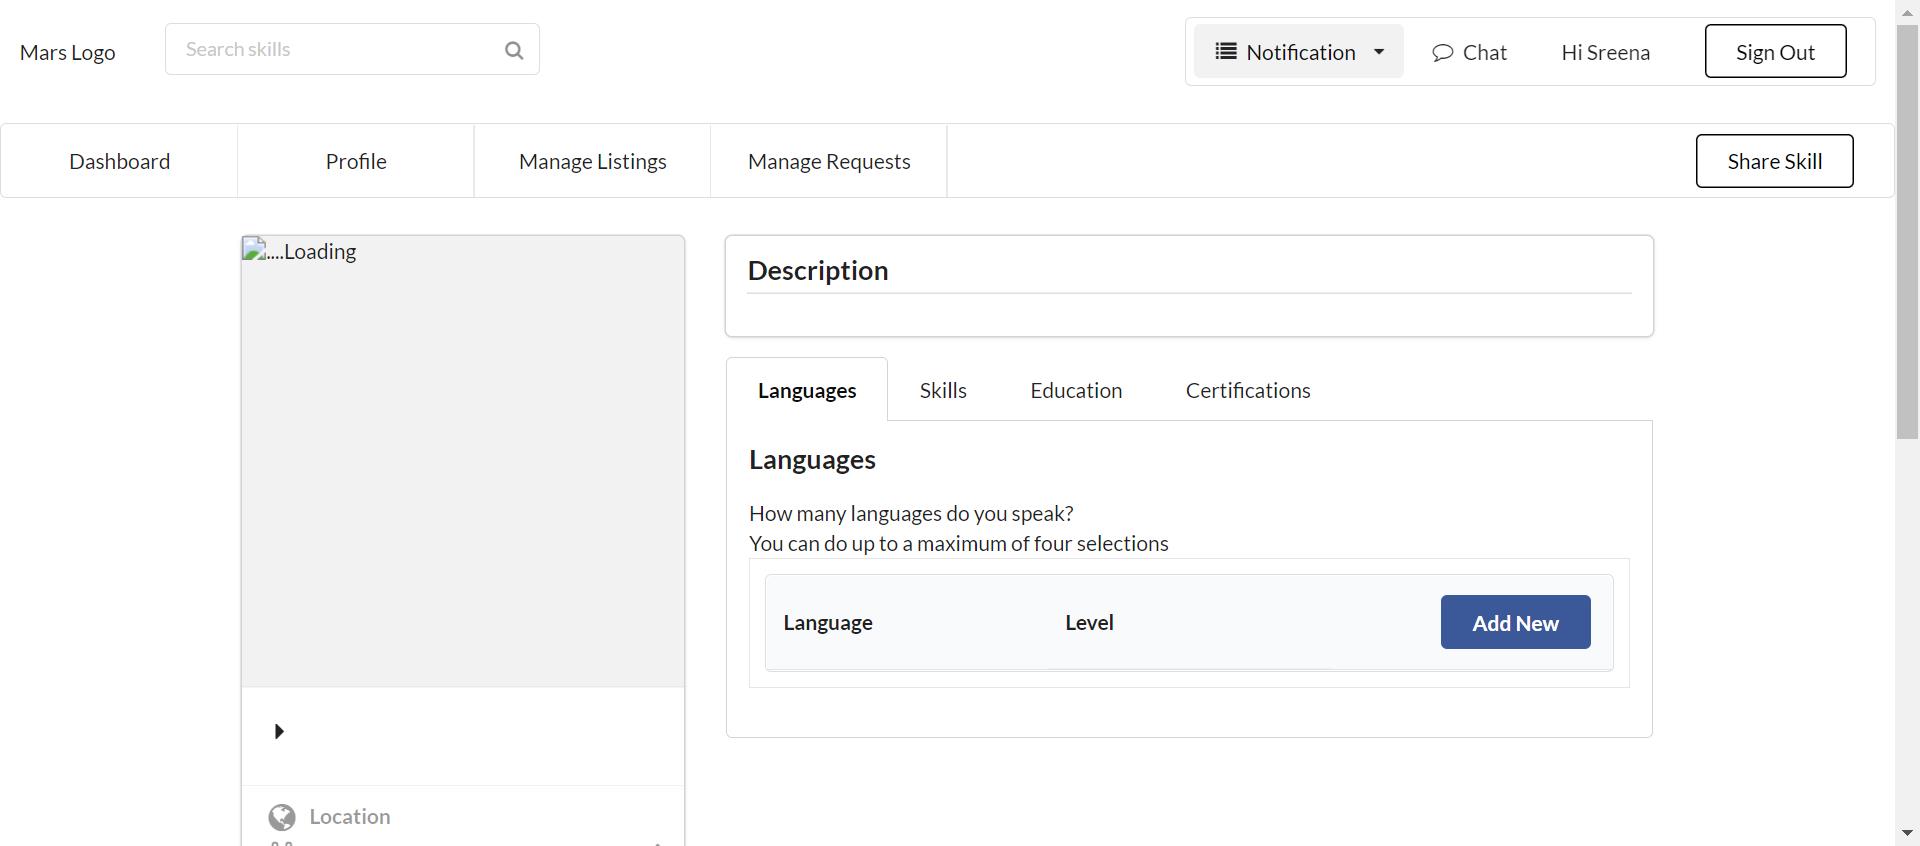 Mars Logo
Search skills
Notification
Chat
Hi Sreena
Sign Out
Dashboard
Profile
Manage Listings
Manage Requests
Share Skill
....Loading
Description
Languages
Skills
Education
Certifications
Languages
How many languages do you speak?
You can do up to a maximum of four selections
Language
Level
Add New
Location